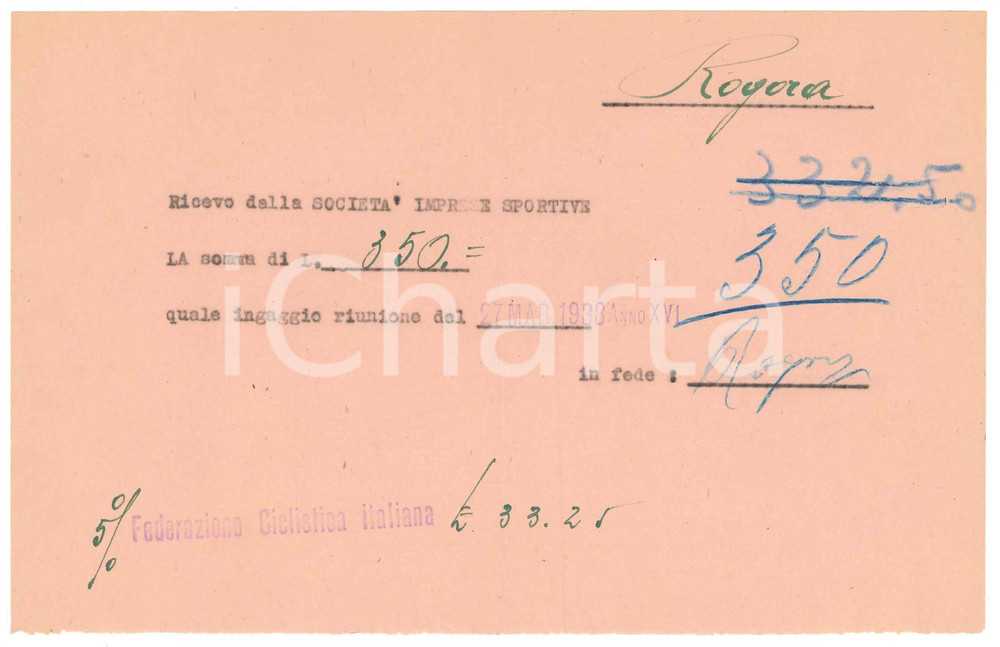 Rogora
332,50
Ricevo dalla SOCIETA' IMPRESE SPORTIVE
LA somma di L. 350.=
350
quale ingaggio riunione del 27 MAR 1938 ANNO XVI
in fede :
5% Federazione Ciclistica Italiana £ 33.25
iCharta